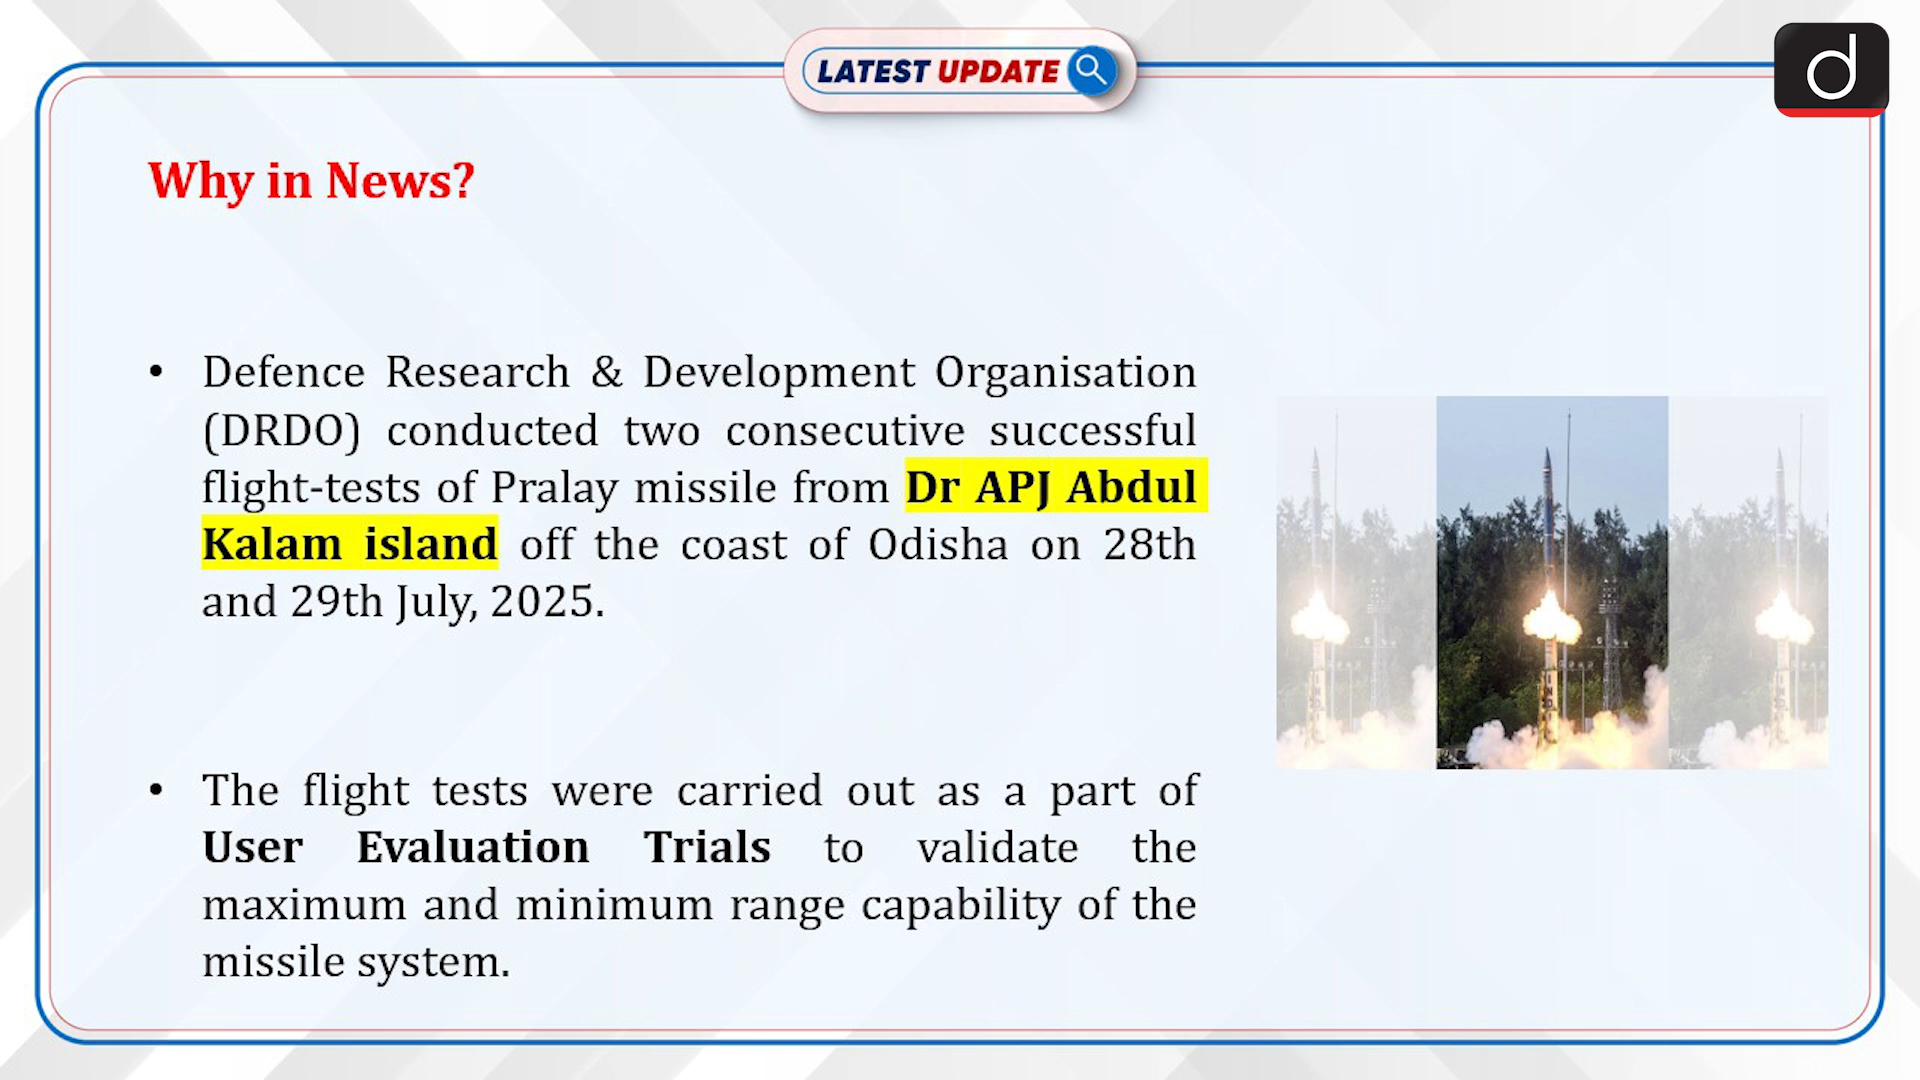 LATEST UPDATE
d
Why in News?
• Defence Research & Development Organisation
(DRDO) conducted two consecutive successful
flight-tests of Pralay missile from Dr APJ Abdul
Kalam island off the coast of Odisha on 28th
and 29th July, 2025.
• The flight tests were carried out as a part of
User Evaluation Trials to validate the
maximum and minimum range capability of the
missile system.